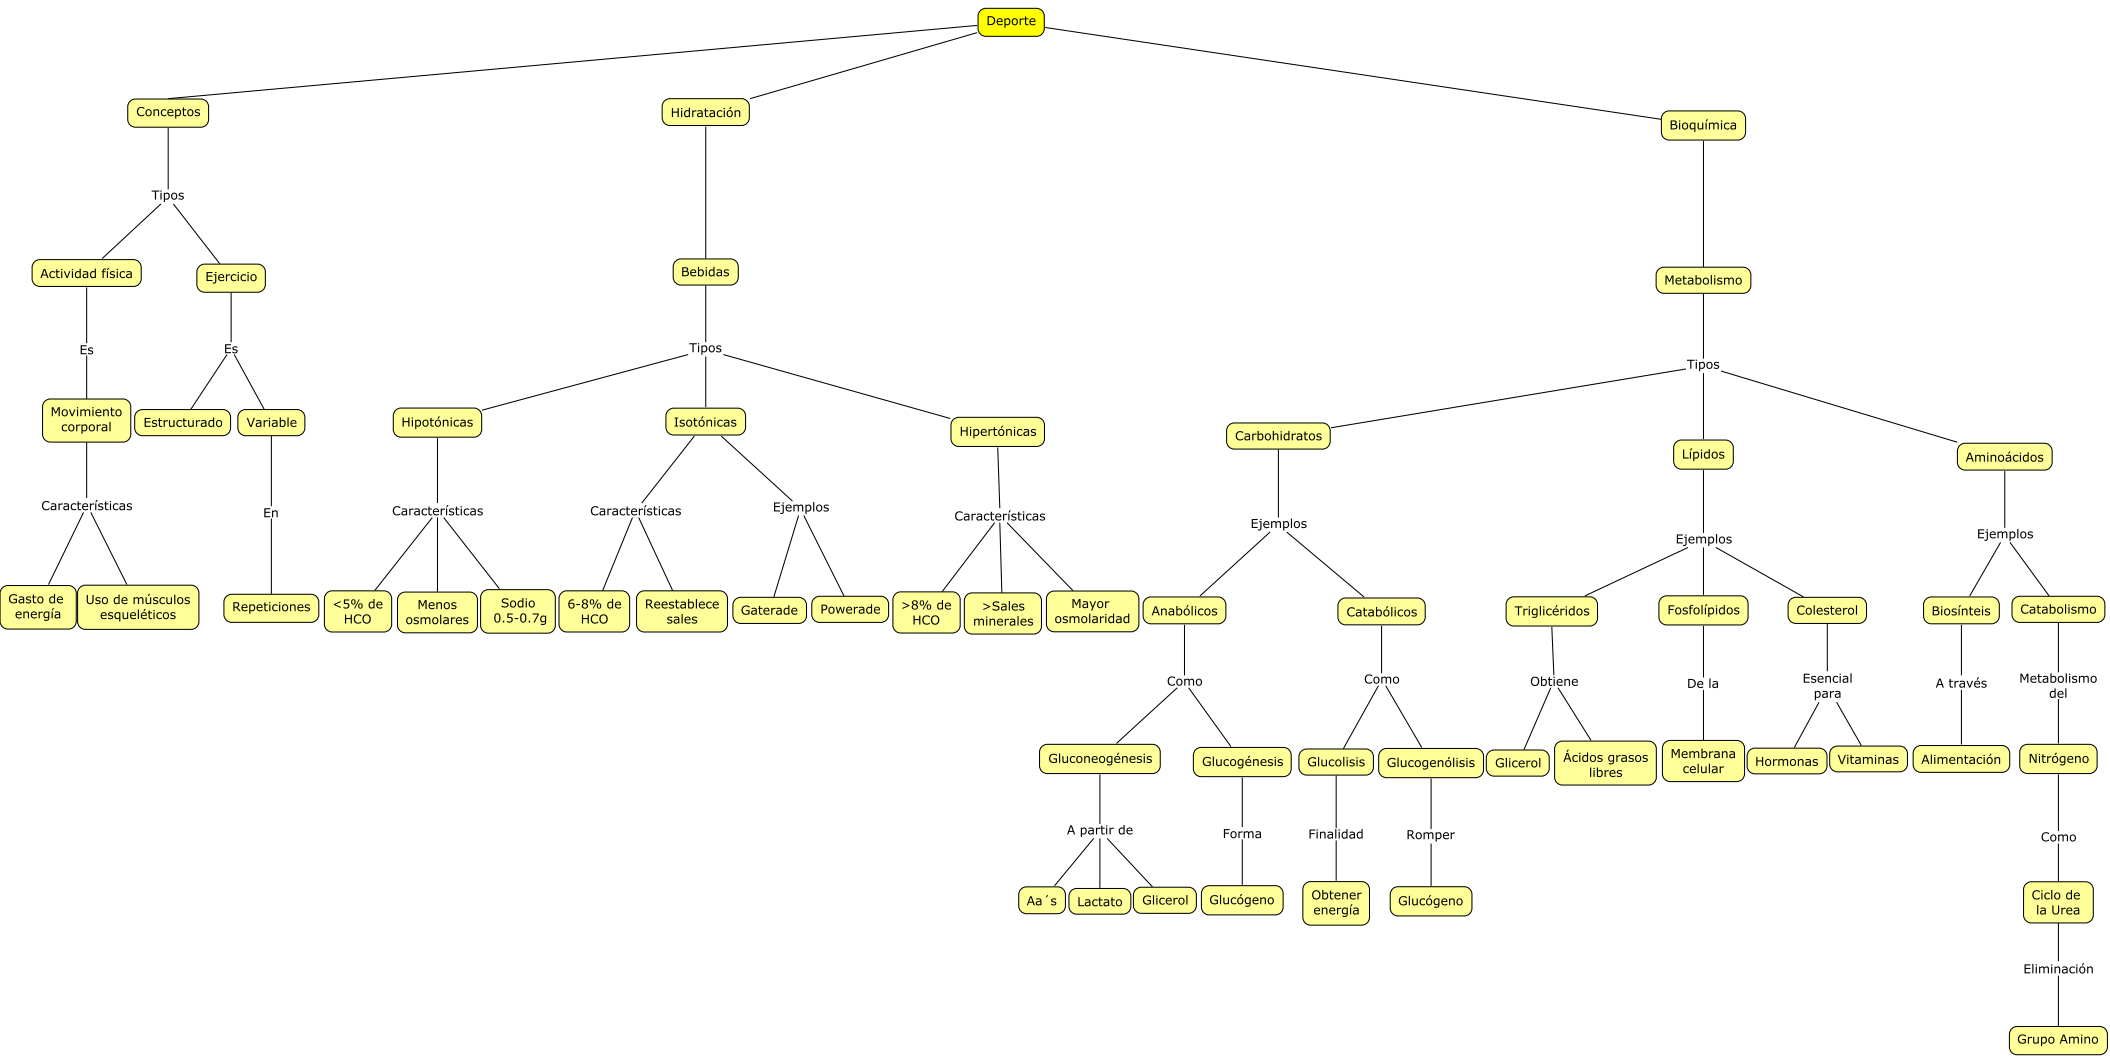 Deporte
Conceptos
Hidratación
Bioquímica
Tipos
Actividad física
Ejercicio
Bebidas
Metabolismo
Es
Es
Tipos
Tipos
Movimiento
corporal
Estructurado
Variable
Hipotónicas
Isotónicas
Hipertónicas
Carbohidratos
Lípidos
Aminoácidos
Características
En
Características
Características
Ejemplos
Características
Ejemplos
Ejemplos
Ejemplos
Gasto de
energía
Uso de músculos
esqueléticos
Repeticiones
<5% de
HCO
Menos
osmolares
Sodio
0.5-0.7g
6-8% de
HCO
Reestablece
sales
Gaterade
Powerade
>8% de
HCO
>Sales
minerales
Mayor
osmolaridad
Anabólicos
Catabólicos
Triglicéridos
Fosfolípidos
Colesterol
Biosínteis
Catabolismo
Como
Como
Obtiene
De la
Esencial
para
A través
Metabolismo
del
Gluconeogénesis
Glucogénesis
Glucolisis
Glucogenólisis
Glicerol
Ácidos grasos
libres
Membrana
celular
Hormonas
Vitaminas
Alimentación
Nitrógeno
A partir de
Forma
Finalidad
Romper
Como
Aa´s
Lactato
Glicerol
Glucógeno
Obtener
energía
Glucógeno
Ciclo de
la Urea
Eliminación
Grupo Amino